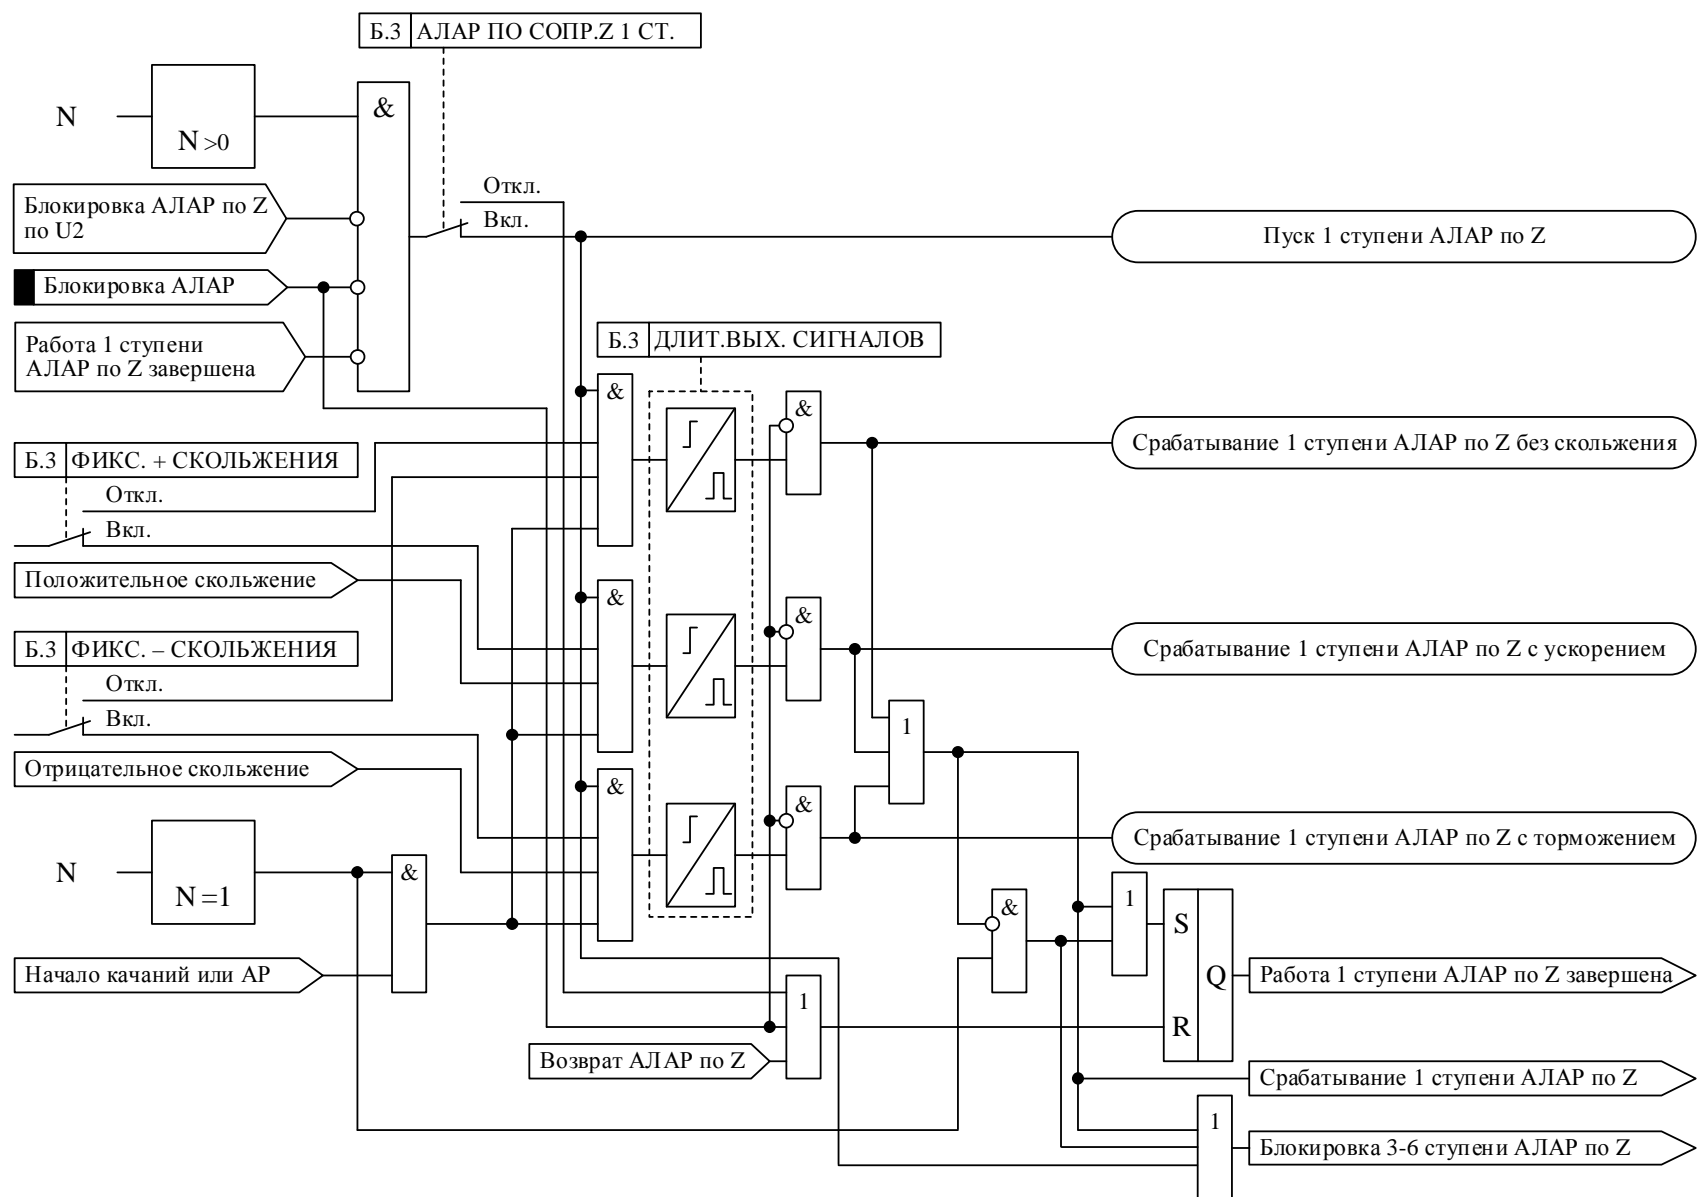 Б.3 АЛАР ПО СОПР.Z 1 СТ.
N
N >0
&
Откл.
Вкл.
Блокировка АЛАР по Z
по U2
Пуск 1 ступени АЛАР по Z
Блокировка АЛАР
Работа 1 ступени
АЛАР по Z завершена
Б.3 ДЛИТ.ВЫХ. СИГНАЛОВ
&
&
Срабатывание 1 ступени АЛАР по Z без скольжения
Б.3 ФИКС. + СКОЛЬЖЕНИЯ
Откл.
Вкл.
Положительное скольжение
&
&
Срабатывание 1 ступени АЛАР по Z с ускорением
Б.3 ФИКС. – СКОЛЬЖЕНИЯ
Откл.
Вкл.
1
Отрицательное скольжение
&
&
Срабатывание 1 ступени АЛАР по Z с торможением
N
N =1
&
&
1
S
Q
R
Начало качаний или АР
Работа 1 ступени АЛАР по Z завершена
1
Возврат АЛАР по Z
Срабатывание 1 ступени АЛАР по Z
1
Блокировка 3-6 ступени АЛАР по Z